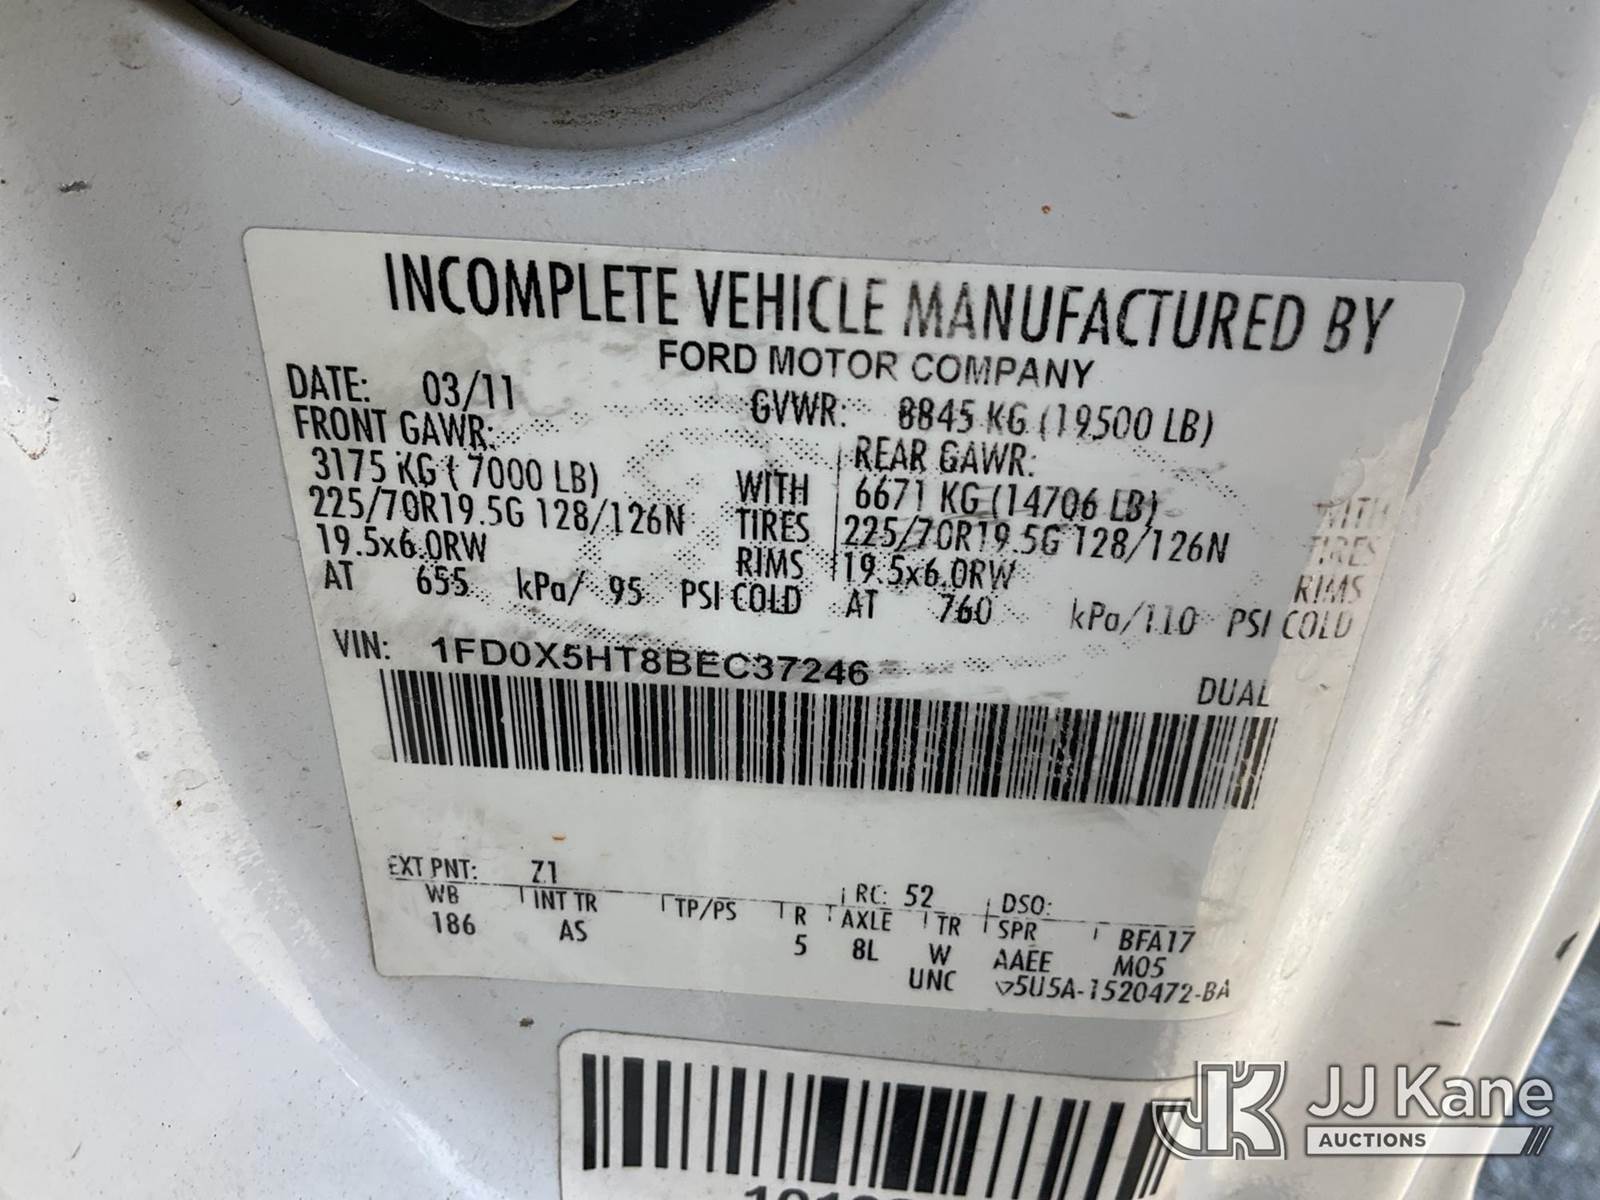 INCOMPLETE VEHICLE MANUFACTURED BY
FORD MOTOR COMPANY
DATE: 03/11 GVWR: 8845 KG (19500 LB)
FRONT GAWR: REAR GAWR:
3175 KG (7000 LB) WITH 6671 KG (14706 LB) WITH
225/70R19.5G 128/126N TIRES 225/70R19.5G 128/126N TIRES
19.5x6.0RW RIMS 19.5x6.0RW RIMS
AT 655 kPa/ 95 PSI COLD AT 760 kPa/110 PSI COLD
VIN: 1FD0X5HT8BEC37246
DUAL
EXT PNT: Z1 RC: 52 DSO:
WB INT TR TP/PS R AXLE TR SPR BFA17
186 AS 5 8L W AAEE M05
UNC 5U5A-1520472-BA
JJ Kane
AUCTIONS